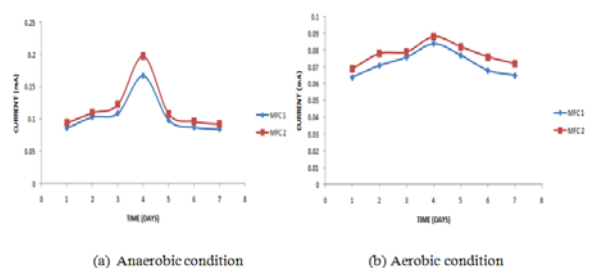 0.25
0.2
0.15
0.1
0.05
0
CURRENT (mA)
0 1 2 3 4 5 6 7 8
TIME (DAYS)
MFC1
MFC2
(a) Anaerobic condition
0.1
0.09
0.08
0.07
0.06
0.05
0.04
0.03
0.02
0.01
0
CURRENT (mA)
0 1 2 3 4 5 6 7 8
TIME (DAYS)
MFC1
MFC2
(b) Aerobic condition